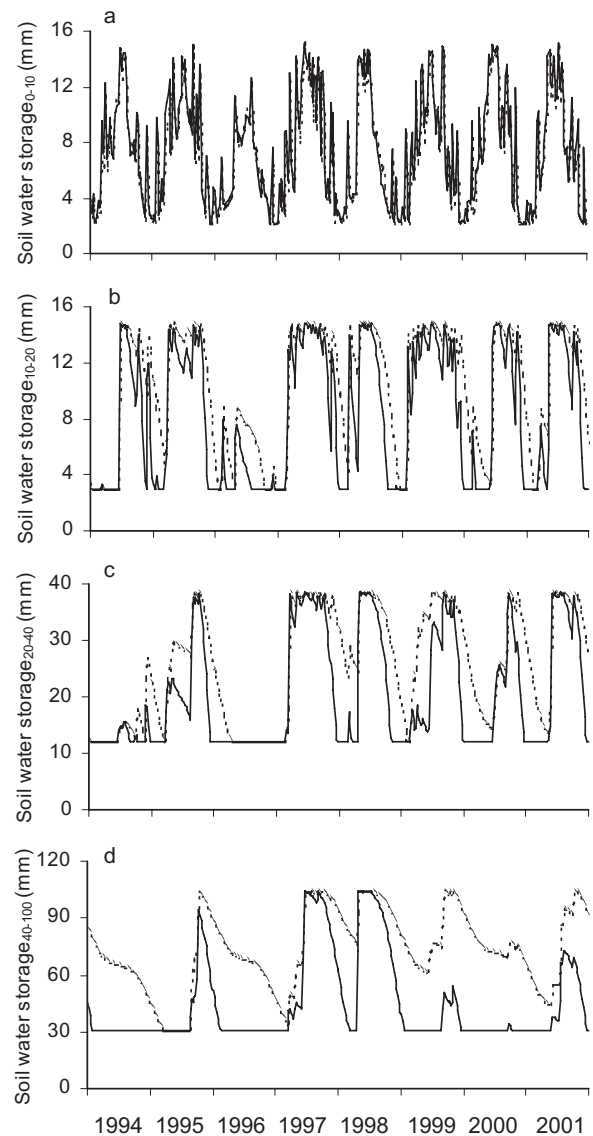 a
Soil water storage0-10 (mm)
16
12
8
4
0
b
Soil water storage10-20 (mm)
16
12
8
4
0
c
Soil water storage20-40 (mm)
40
30
20
10
0
d
Soil water storage40-100 (mm)
120
90
60
30
0
1994 1995 1996 1997 1998 1999 2000 2001